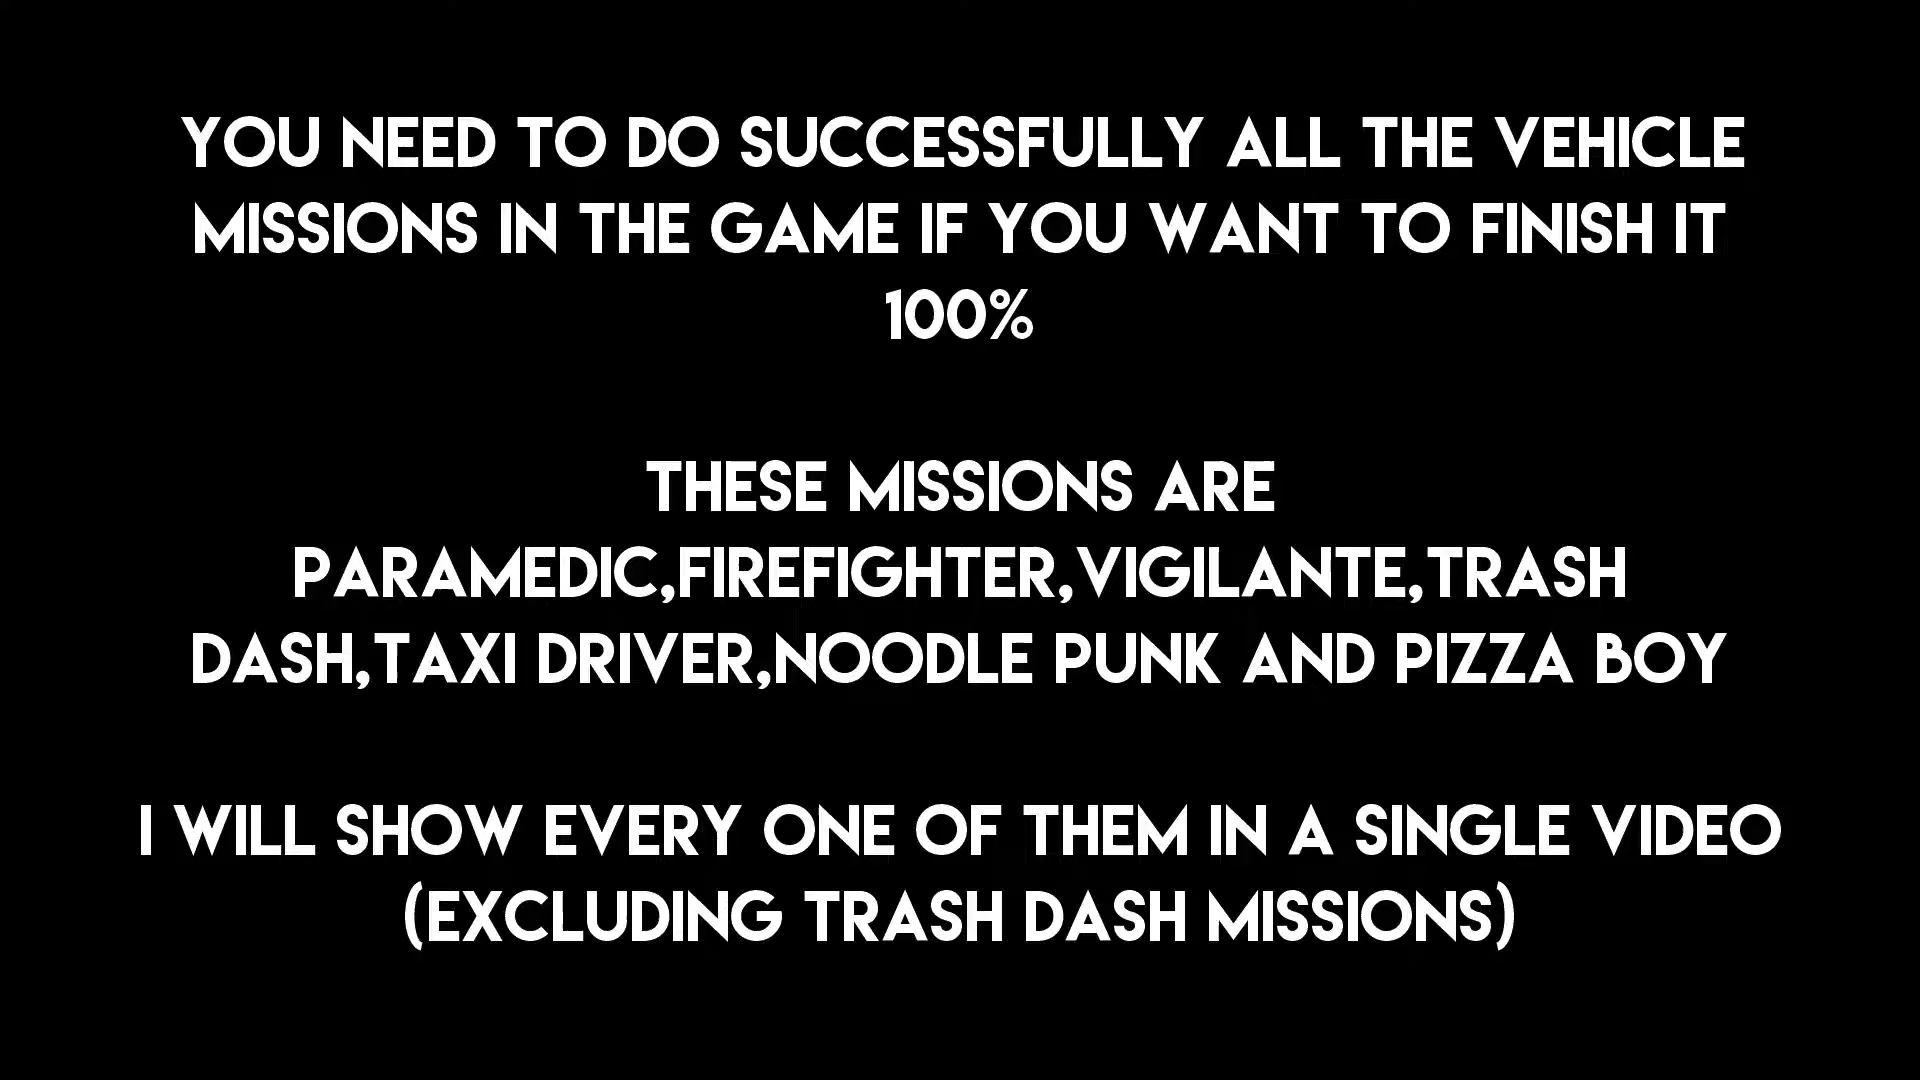 YOU NEED TO DO SUCCESSFULLY ALL THE VEHICLE
MISSIONS IN THE GAME IF YOU WANT TO FINISH IT
100%
THESE MISSIONS ARE
PARAMEDIC,FIREFIGHTER,VIGILANTE,TRASH
DASH,TAXI DRIVER,NOODLE PUNK AND PIZZA BOY
I WILL SHOW EVERY ONE OF THEM IN A SINGLE VIDEO
(EXCLUDING TRASH DASH MISSIONS)